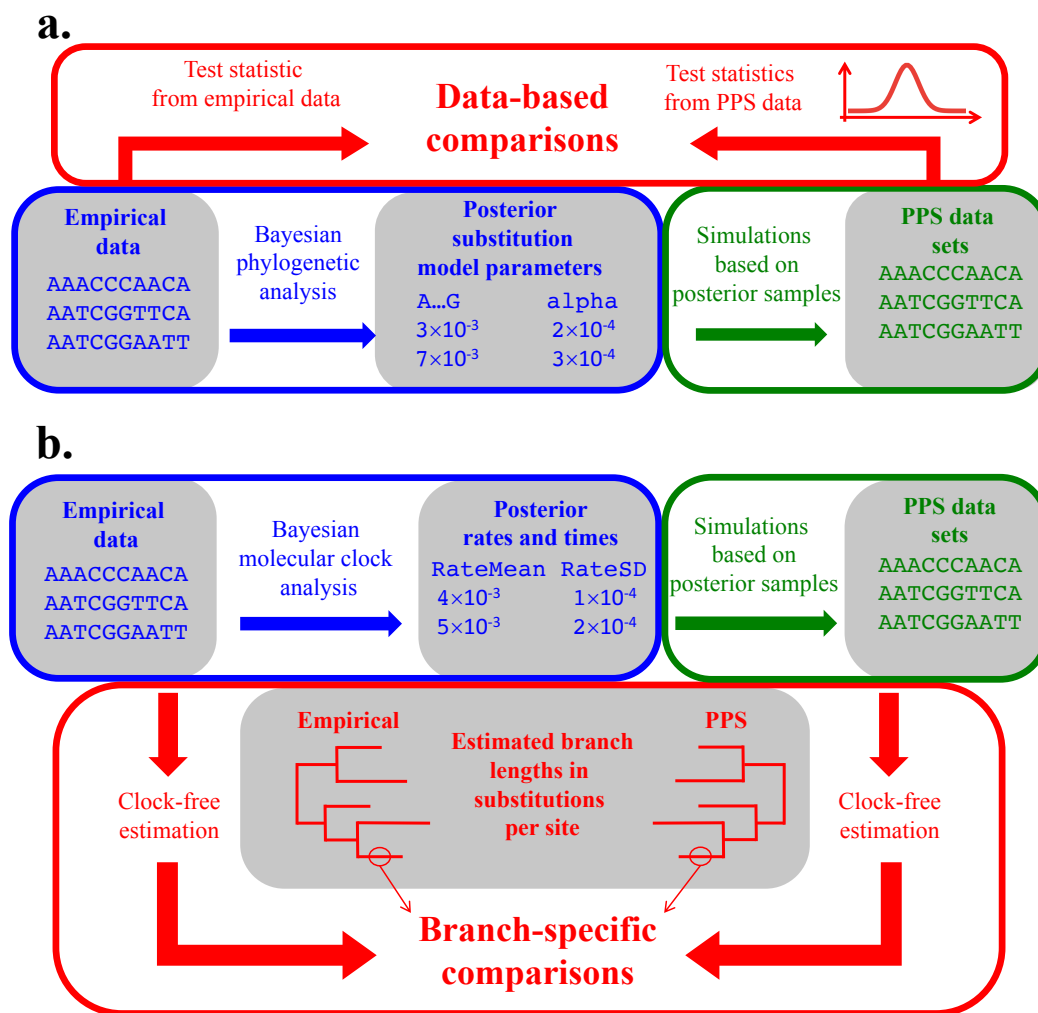 a.
Test statistic
from empirical data
Data-based
comparisons
Test statistics
from PPS data
Empirical
data
AAACCCAACA
AATCGGTTCA
AATCGGAATT
Bayesian
phylogenetic
analysis
Posterior
substitution
model parameters
A…G alpha
3×10⁻³ 2×10⁻⁴
7×10⁻³ 3×10⁻⁴
Simulations
based on
posterior samples
PPS data
sets
AAACCCAACA
AATCGGTTCA
AATCGGAATT
b.
Empirical
data
AAACCCAACA
AATCGGTTCA
AATCGGAATT
Bayesian
molecular clock
analysis
Posterior
rates and times
RateMean RateSD
4×10⁻³ 1×10⁻⁴
5×10⁻³ 2×10⁻⁴
Simulations
based on
posterior samples
PPS data
sets
AAACCCAACA
AATCGGTTCA
AATCGGAATT
Clock-free
estimation
Empirical
Estimated branch
lengths in
substitutions
per site
PPS
Clock-free
estimation
Branch-specific
comparisons